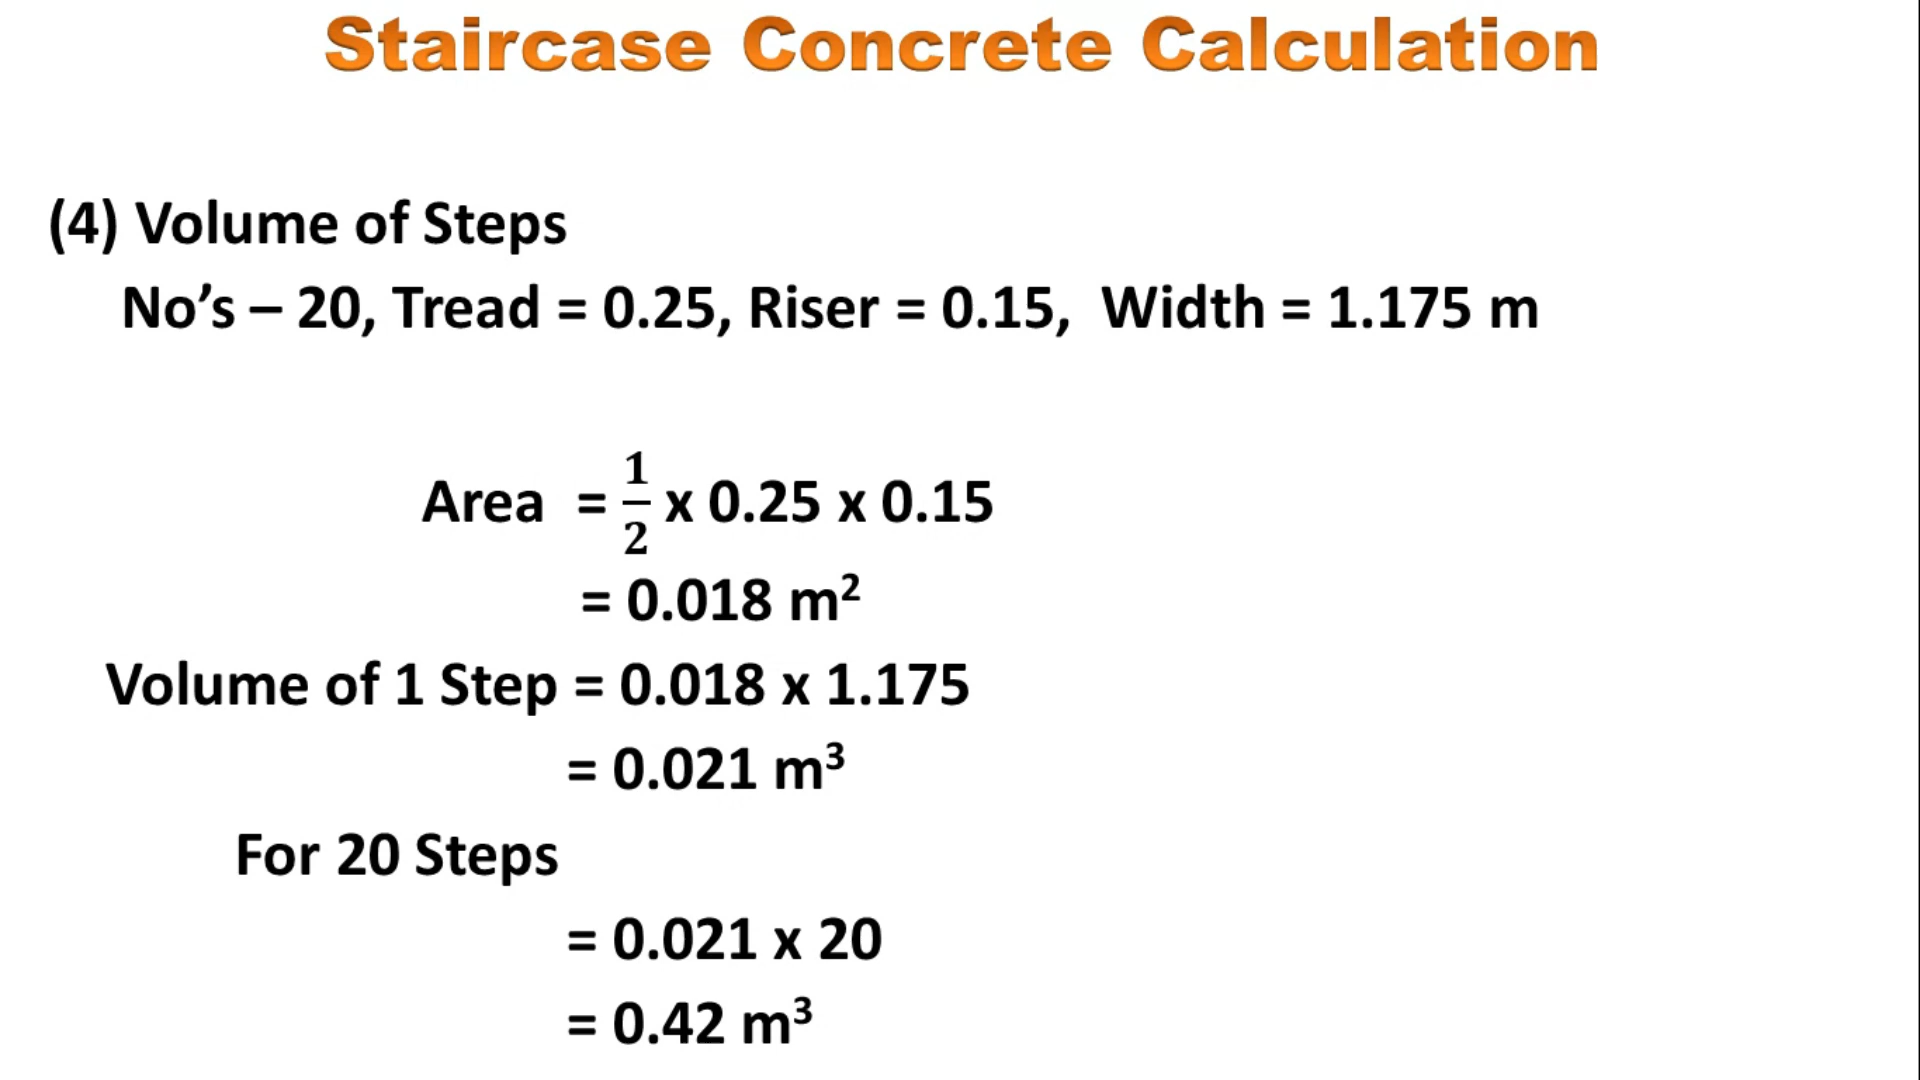 Staircase Concrete Calculation
(4) Volume of Steps
No’s – 20, Tread = 0.25, Riser = 0.15, Width = 1.175 m
Area = 1/2 x 0.25 x 0.15
= 0.018 m²
Volume of 1 Step = 0.018 x 1.175
= 0.021 m³
For 20 Steps
= 0.021 x 20
= 0.42 m³